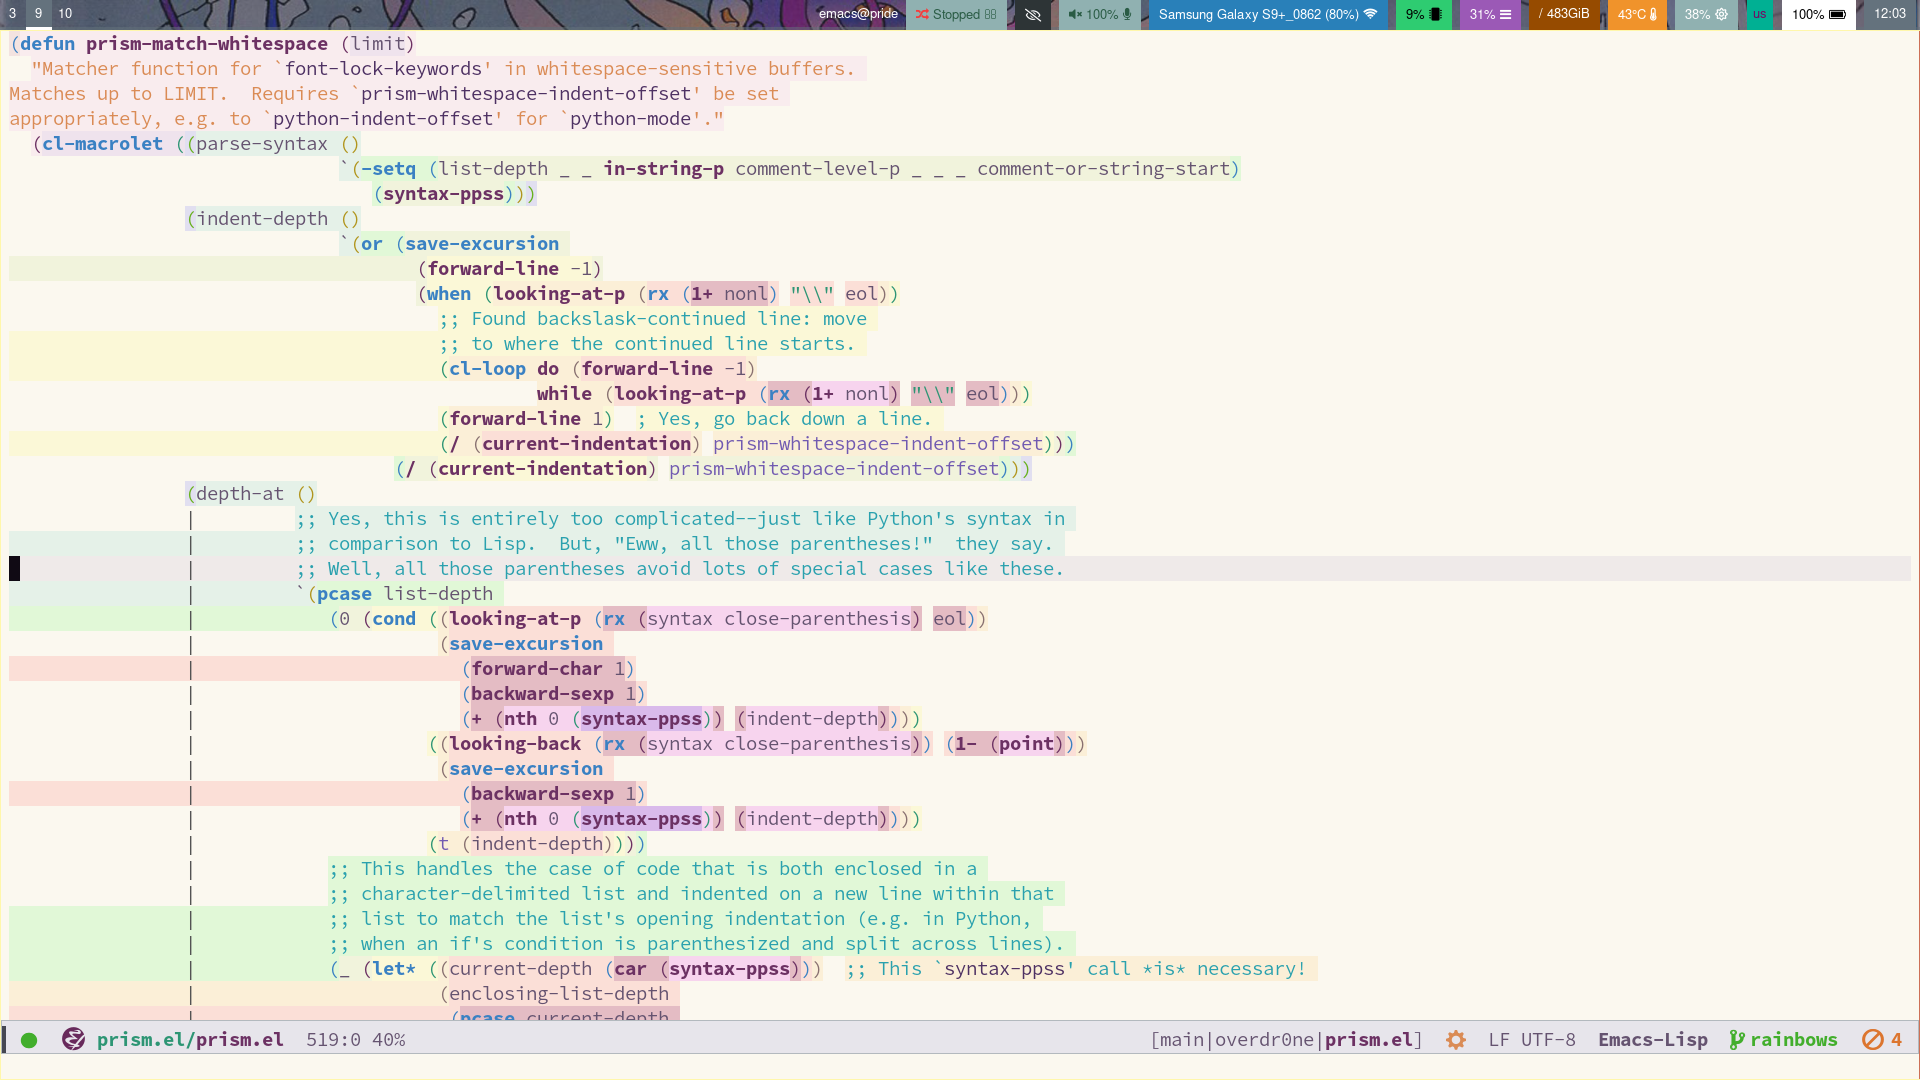 3 9 10 emacs@pride Stopped 100% Samsung Galaxy S9+_0862 (80%) 9% 31% / 483GiB 43°C 38% us 100% 12:03
(defun prism-match-whitespace (limit)
  "Matcher function for `font-lock-keywords' in whitespace-sensitive buffers.
Matches up to LIMIT.  Requires `prism-whitespace-indent-offset' be set
appropriately, e.g. to `python-indent-offset' for `python-mode'."
  (cl-macrolet ((parse-syntax ()
                              `(-setq (list-depth _ _ in-string-p comment-level-p _ _ _ comment-or-string-start)
                                 (syntax-ppss)))
                (indent-depth ()
                              `(or (save-excursion
                                     (forward-line -1)
                                     (when (looking-at-p (rx (1+ nonl) "\\" eol))
                                       ;; Found backslask-continued line: move
                                       ;; to where the continued line starts.
                                       (cl-loop do (forward-line -1)
                                                while (looking-at-p (rx (1+ nonl) "\\" eol)))
                                       (forward-line 1)  ; Yes, go back down a line.
                                       (/ (current-indentation) prism-whitespace-indent-offset)))
                                   (/ (current-indentation) prism-whitespace-indent-offset)))
                (depth-at ()
                |         ;; Yes, this is entirely too complicated--just like Python's syntax in
                |         ;; comparison to Lisp.  But, "Eww, all those parentheses!"  they say.
                |         ;; Well, all those parentheses avoid lots of special cases like these.
                |         `(pcase list-depth
                |            (0 (cond ((looking-at-p (rx (syntax close-parenthesis) eol))
                |                      (save-excursion
                |                        (forward-char 1)
                |                        (backward-sexp 1)
                |                        (+ (nth 0 (syntax-ppss)) (indent-depth))))
                |                     ((looking-back (rx (syntax close-parenthesis)) (1- (point)))
                |                      (save-excursion
                |                        (backward-sexp 1)
                |                        (+ (nth 0 (syntax-ppss)) (indent-depth))))
                |                     (t (indent-depth))))
                |            ;; This handles the case of code that is both enclosed in a
                |            ;; character-delimited list and indented on a new line within that
                |            ;; list to match the list's opening indentation (e.g. in Python,
                |            ;; when an if's condition is parenthesized and split across lines).
                |            (_ (let* ((current-depth (car (syntax-ppss)))  ;; This `syntax-ppss' call *is* necessary!
                |                      (enclosing-list-depth
                |                       (pcase current-depth
prism.el/prism.el 519:0 40% [main|overdr0ne|prism.el] LF UTF-8 Emacs-Lisp rainbows 4